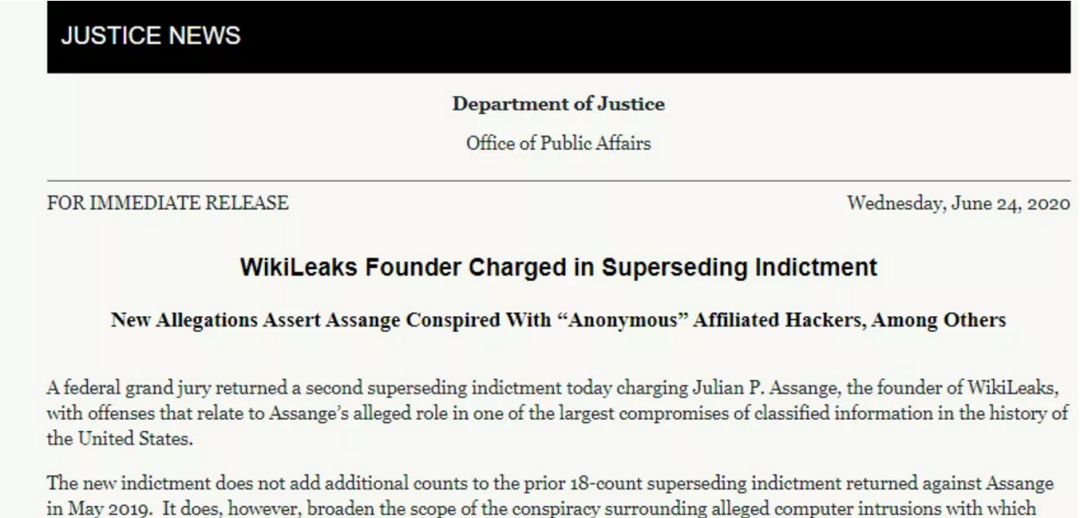 JUSTICE NEWS
Department of Justice
Office of Public Affairs
FOR IMMEDIATE RELEASE
Wednesday, June 24, 2020
WikiLeaks Founder Charged in Superseding Indictment
New Allegations Assert Assange Conspired With “Anonymous” Affiliated Hackers, Among Others
A federal grand jury returned a second superseding indictment today charging Julian P. Assange, the founder of WikiLeaks,
with offenses that relate to Assange’s alleged role in one of the largest compromises of classified information in the history of
the United States.
The new indictment does not add additional counts to the prior 18-count superseding indictment returned against Assange
in May 2019.  It does, however, broaden the scope of the conspiracy surrounding alleged computer intrusions with which